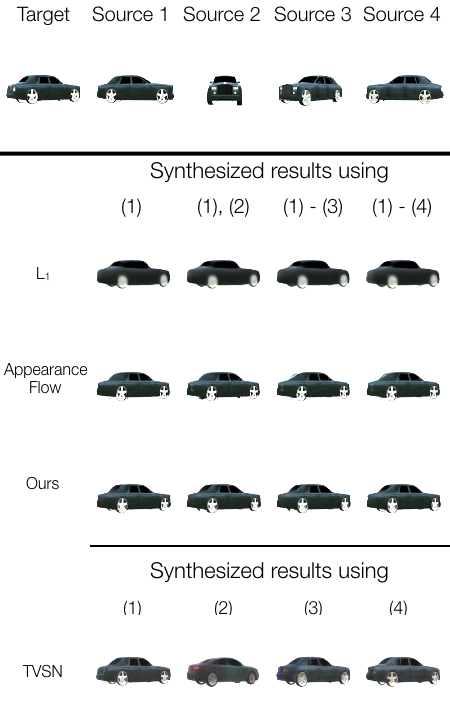 Target Source 1 Source 2 Source 3 Source 4
Synthesized results using
(1) (1), (2) (1) - (3) (1) - (4)
L₁
Appearance
Flow
Ours
Synthesized results using
(1) (2) (3) (4)
TVSN